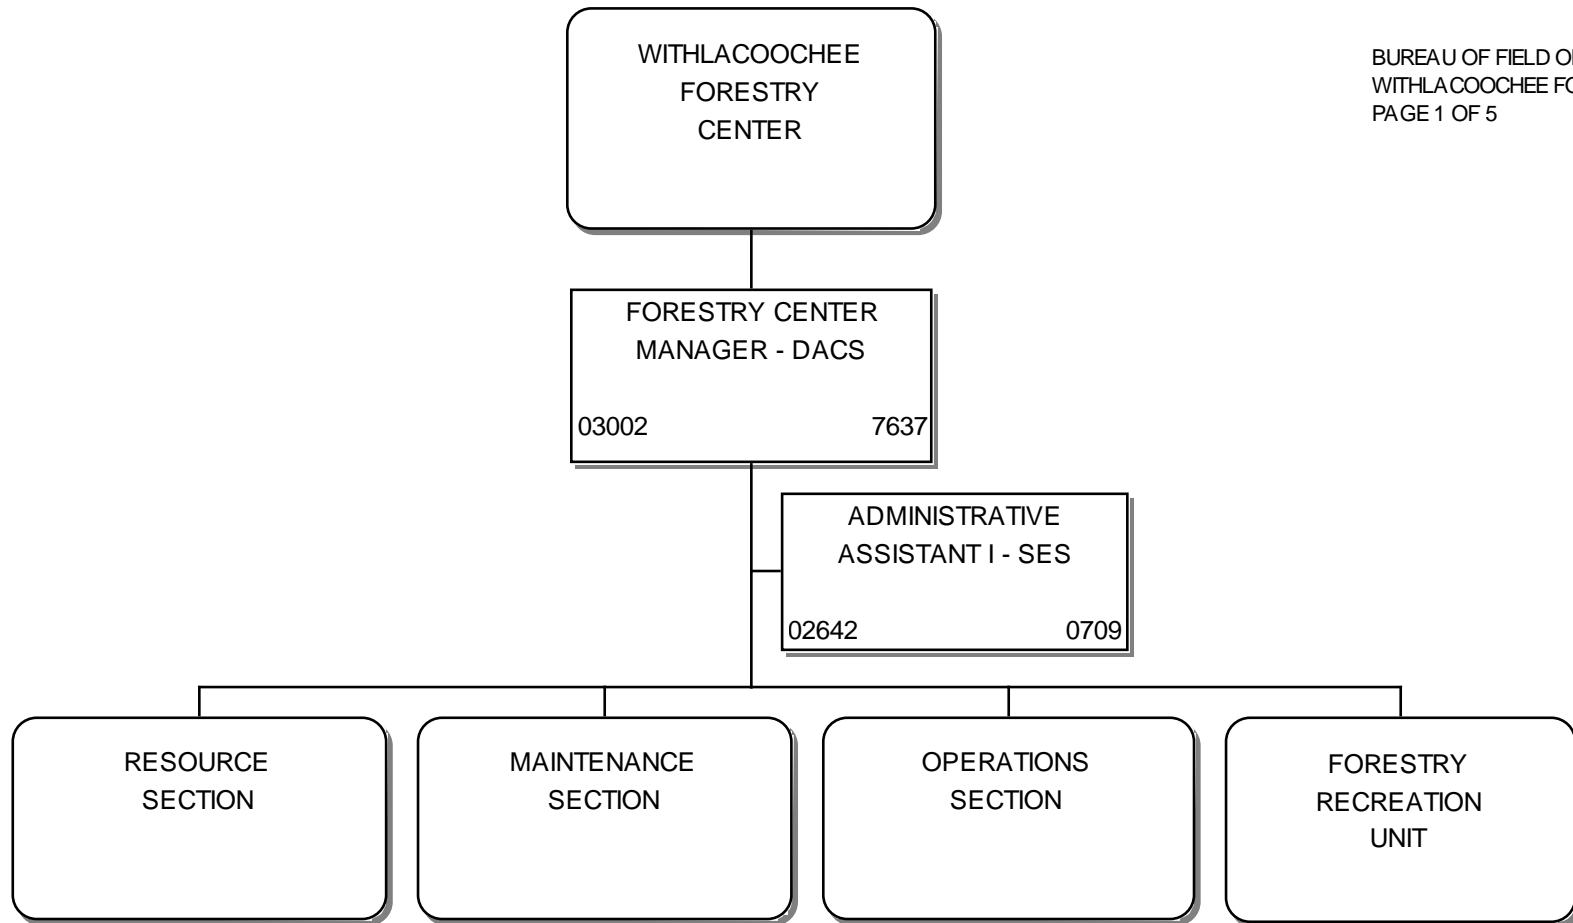 WITHLACOOCHEE
FORESTRY
CENTER
BUREAU OF FIELD
WITHLACOOCHEE
PAGE 1 OF 5
FORESTRY CENTER
MANAGER - DACS
03002 7637
ADMINISTRATIVE
ASSISTANT I - SES
02642 0709
RESOURCE
SECTION
MAINTENANCE
SECTION
OPERATIONS
SECTION
FORESTRY
RECREATION
UNIT